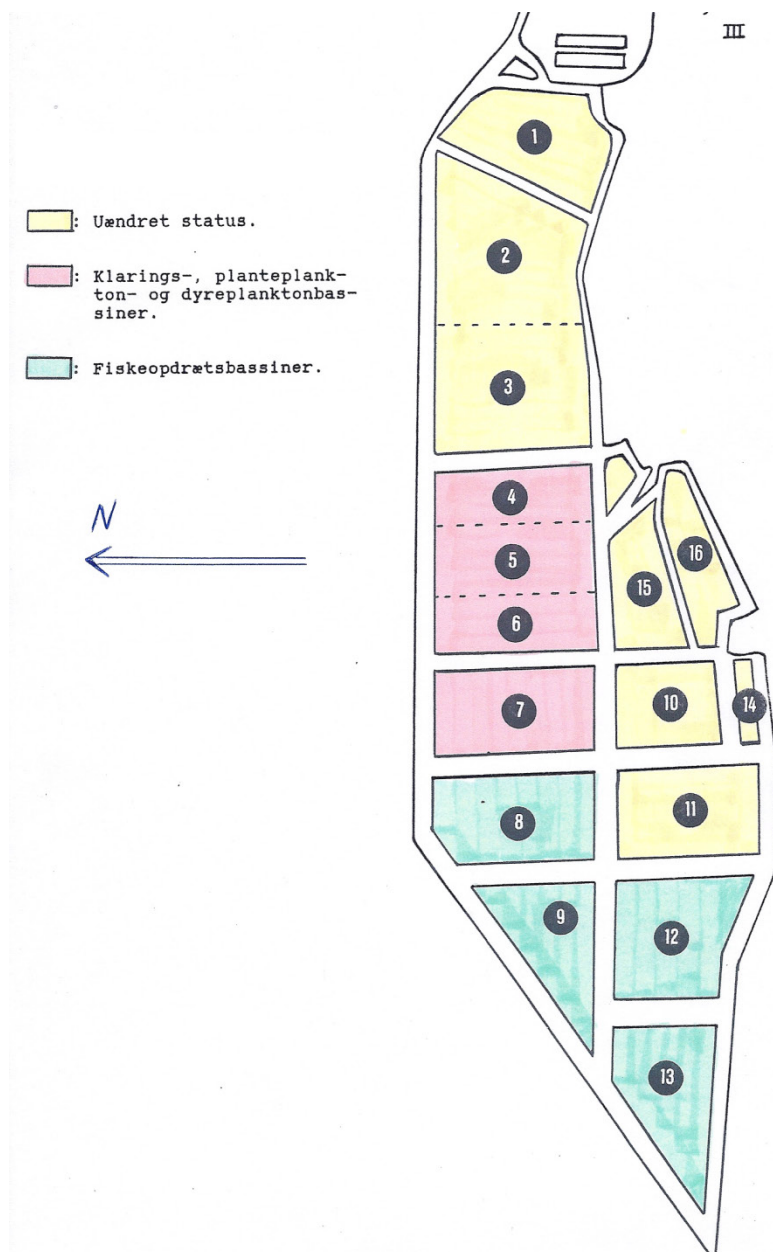 III
1
: Uændret status.
2
: Klarings-, planteplank-
ton- og dyreplanktonbas-
siner.
3
: Fiskeopdrætsbassiner.
4
N
5
16
15
6
7
10
14
8
11
9
12
13